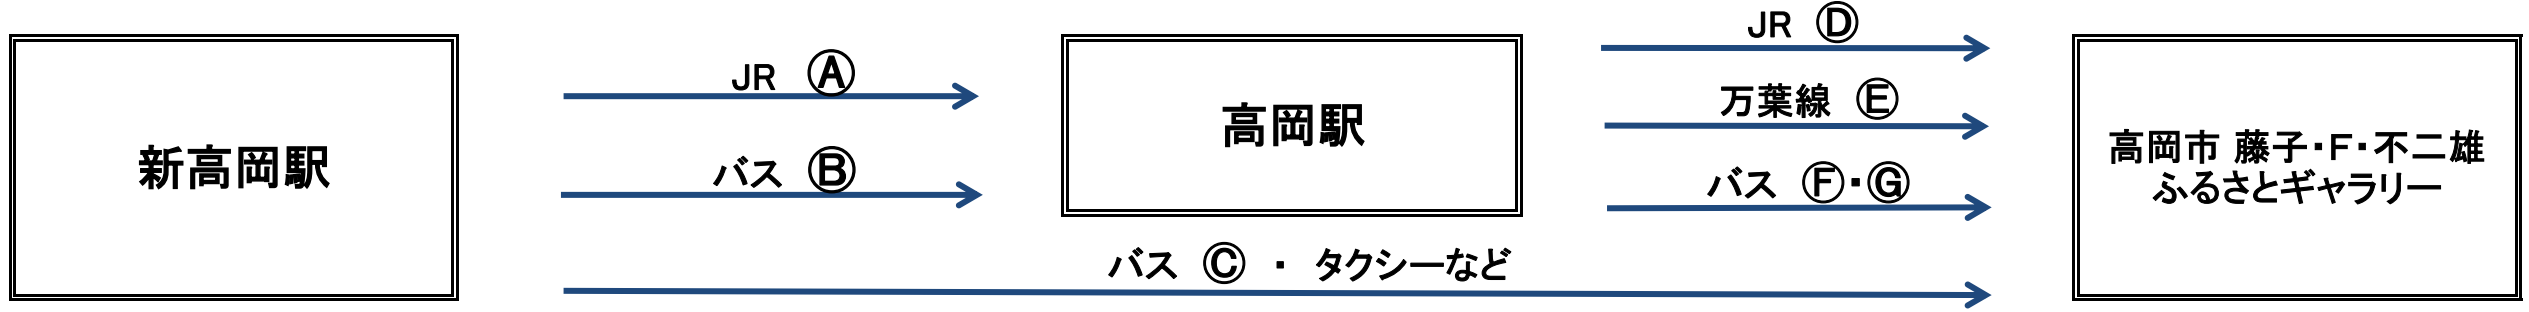 新高岡駅
JR Ⓐ
バス Ⓑ
高岡駅
バス Ⓒ ・ タクシーなど
JR Ⓓ
万葉線 Ⓔ
バス Ⓕ・Ⓖ
高岡市 藤子・F・不二雄
ふるさとギャラリー